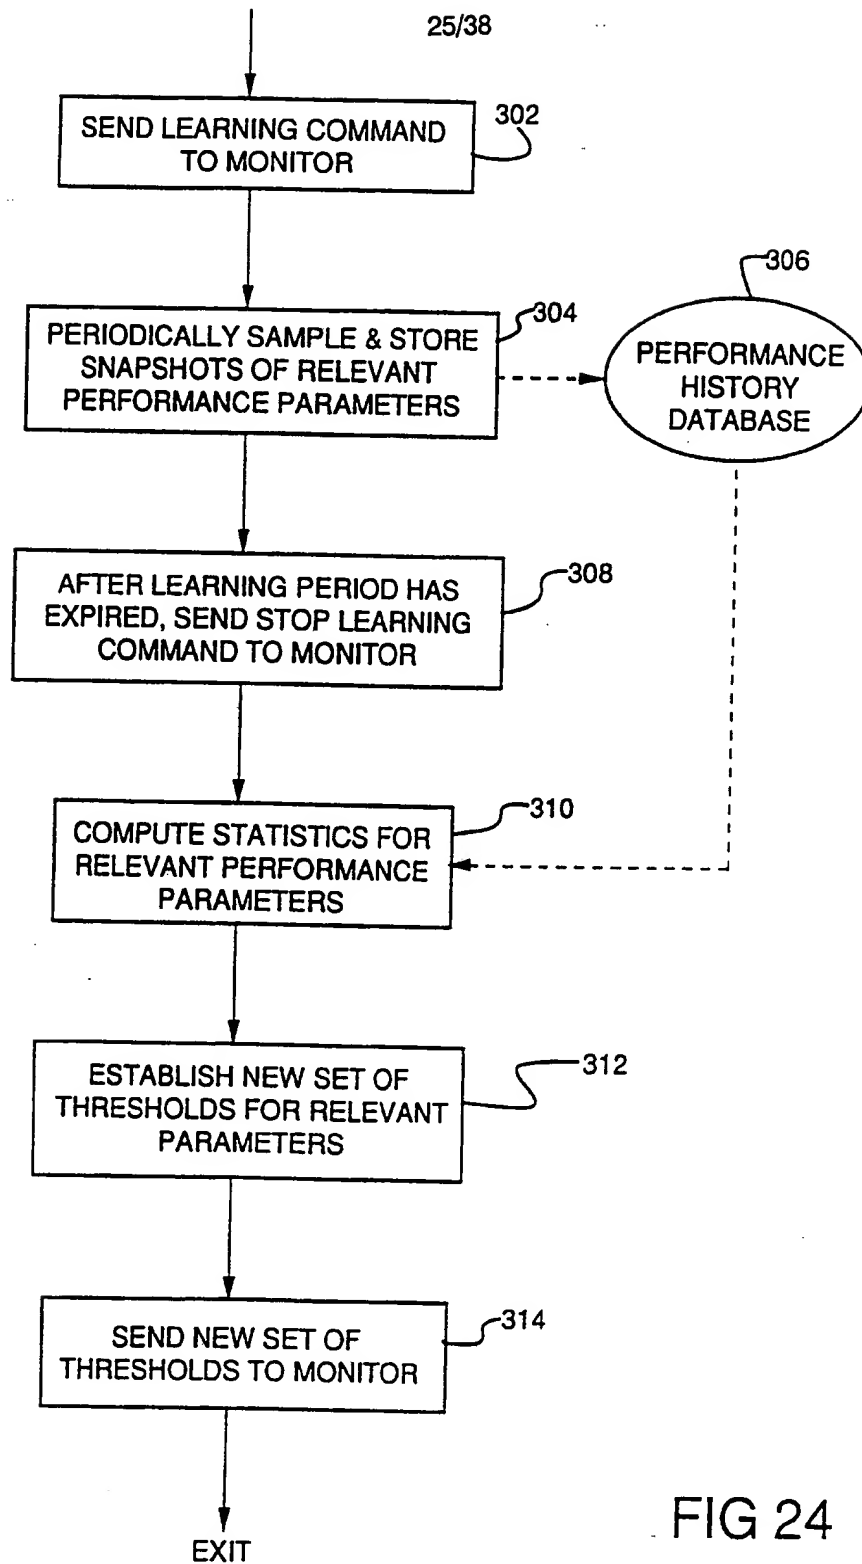 25/38
SEND LEARNING COMMAND
TO MONITOR
302
PERIODICALLY SAMPLE & STORE
SNAPSHOTS OF RELEVANT
PERFORMANCE PARAMETERS
304
306
PERFORMANCE
HISTORY
DATABASE
AFTER LEARNING PERIOD HAS
EXPIRED, SEND STOP LEARNING
COMMAND TO MONITOR
308
COMPUTE STATISTICS FOR
RELEVANT PERFORMANCE
PARAMETERS
310
ESTABLISH NEW SET OF
THRESHOLDS FOR RELEVANT
PARAMETERS
312
SEND NEW SET OF
THRESHOLDS TO MONITOR
314
EXIT
FIG 24